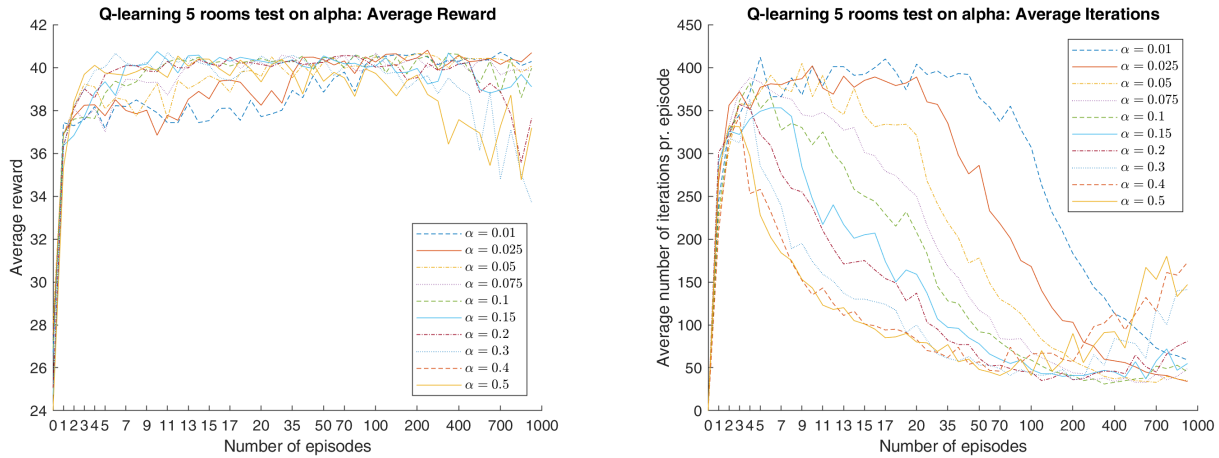 Q-learning 5 rooms test on alpha: Average Reward
42
40
38
36
34
32
30
28
26
24
Average reward
α = 0.01
α = 0.025
α = 0.05
α = 0.075
α = 0.1
α = 0.15
α = 0.2
α = 0.3
α = 0.4
α = 0.5
0 1 2 3 4 5 7 9 11 13 15 17 20 35 50 70 100 200 400 700 1000
Number of episodes
Q-learning 5 rooms test on alpha: Average Iterations
450
400
350
300
250
200
150
100
50
0
Average number of iterations pr. episode
α = 0.01
α = 0.025
α = 0.05
α = 0.075
α = 0.1
α = 0.15
α = 0.2
α = 0.3
α = 0.4
α = 0.5
0 1 2 3 4 5 7 9 11 13 15 17 20 35 50 70 100 200 400 700 1000
Number of episodes